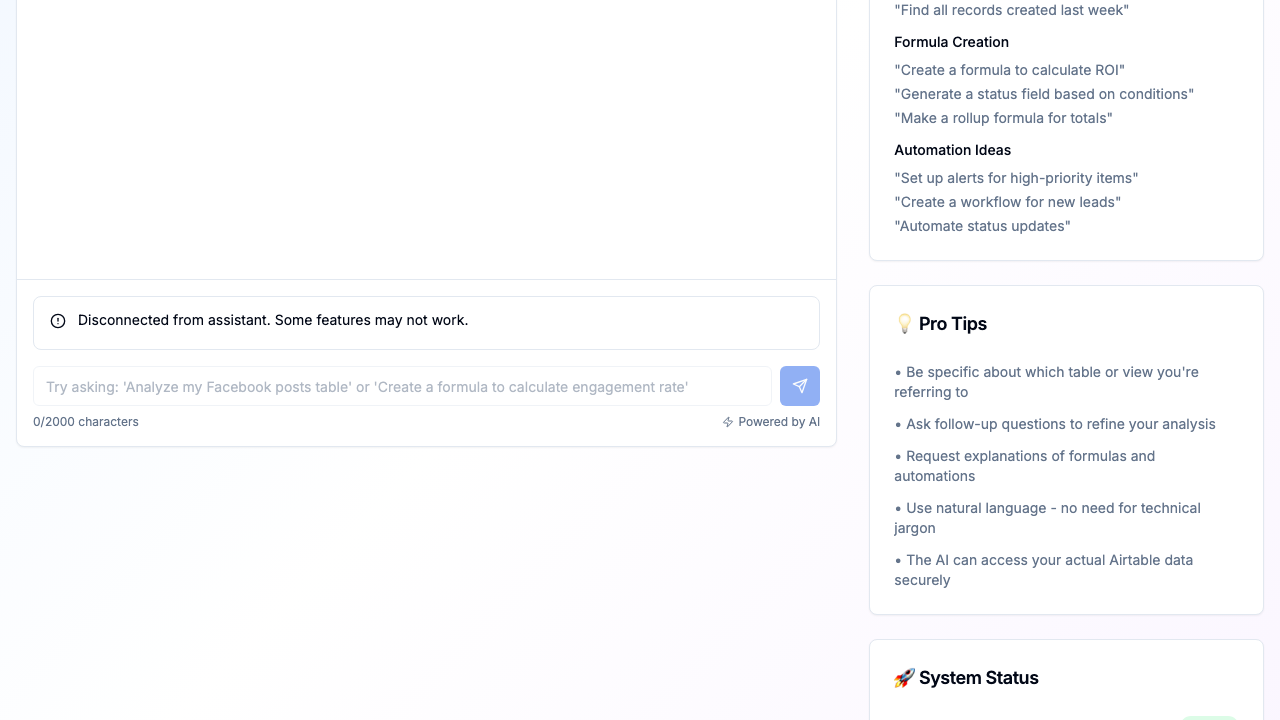 Disconnected from assistant. Some features may not work.
Try asking: 'Analyze my Facebook posts table' or 'Create a formula to calculate engagement rate'
0/2000 characters
Powered by AI
"Find all records created last week"
Formula Creation
"Create a formula to calculate ROI"
"Generate a status field based on conditions"
"Make a rollup formula for totals"
Automation Ideas
"Set up alerts for high-priority items"
"Create a workflow for new leads"
"Automate status updates"
💡 Pro Tips
• Be specific about which table or view you're
referring to
• Ask follow-up questions to refine your analysis
• Request explanations of formulas and
automations
• Use natural language - no need for technical
jargon
• The AI can access your actual Airtable data
securely
🚀 System Status